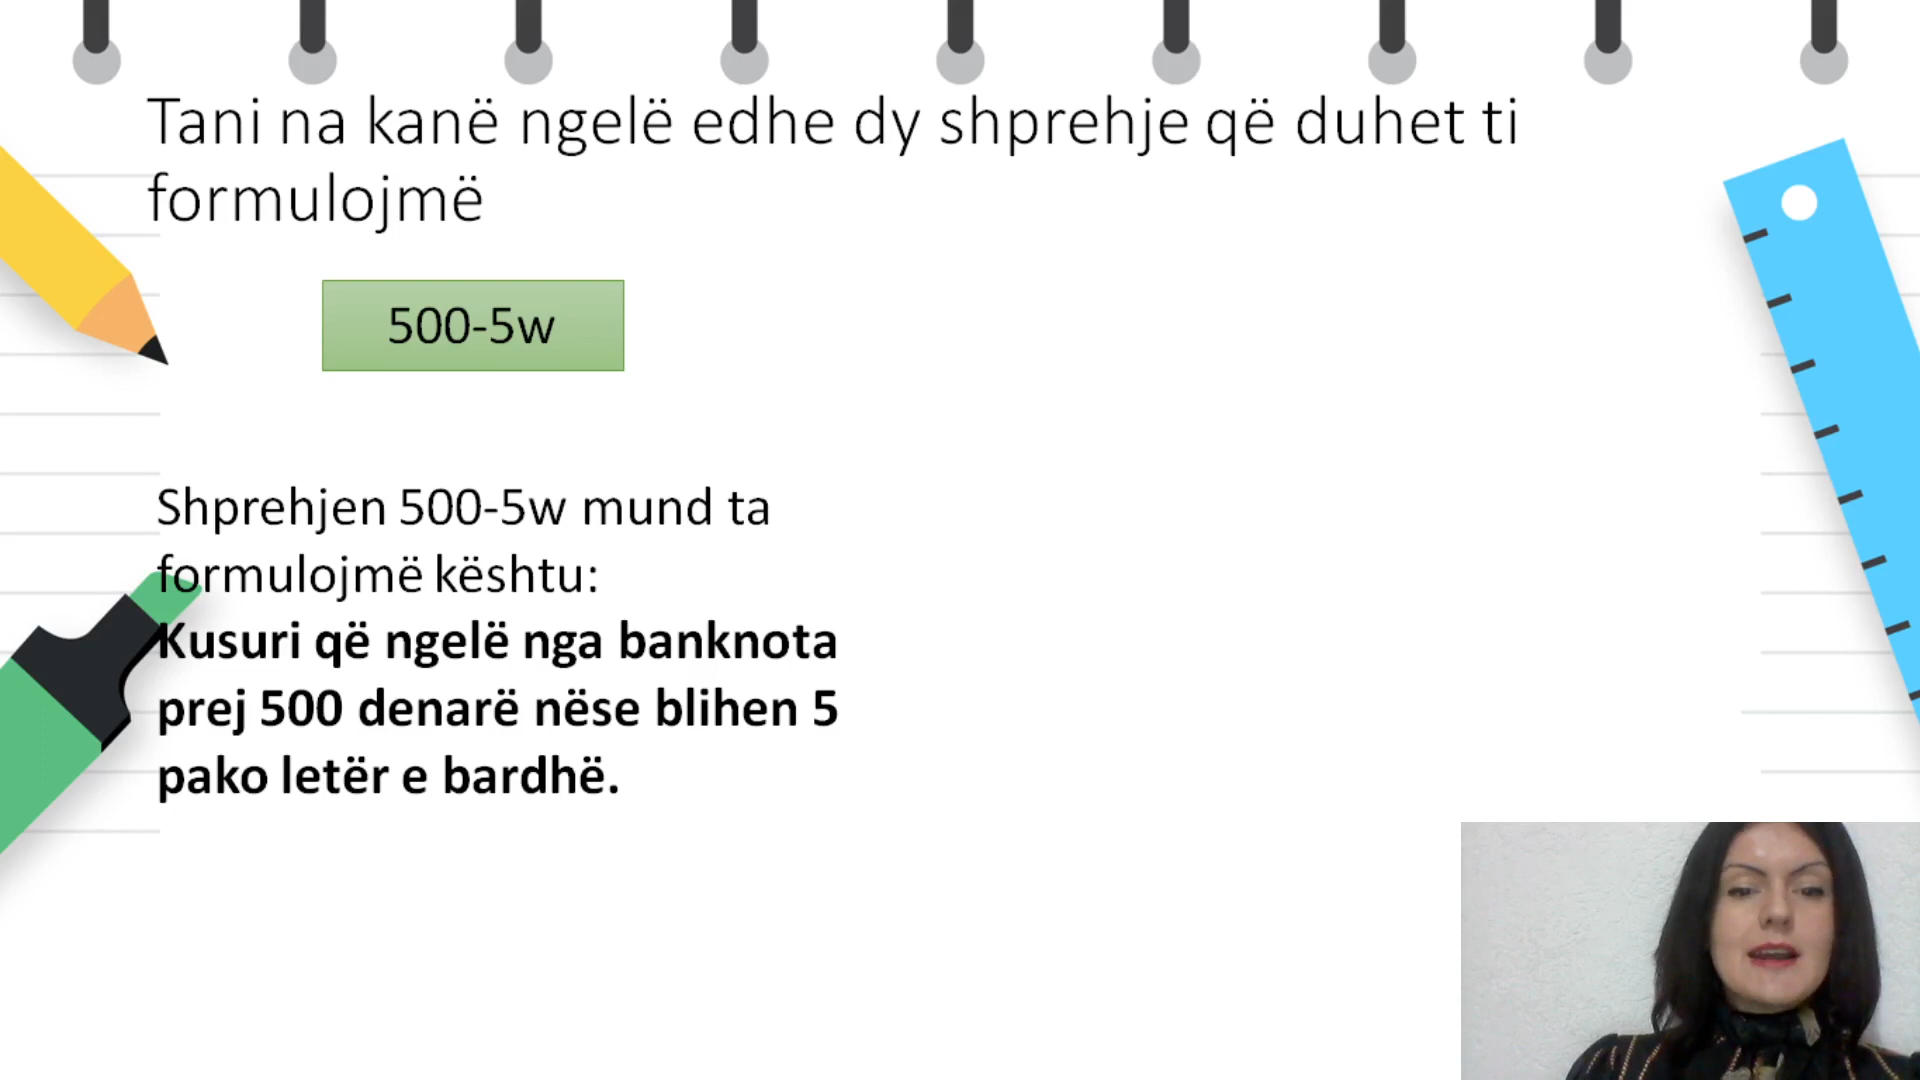 Tani na kanë ngelë edhe dy shprehje që duhet ti
formulojmë
500-5w
Shprehjen 500-5w mund ta
formulojmë kështu:
Kusuri që ngelë nga banknota
prej 500 denarë nëse blihen 5
pako letër e bardhë.